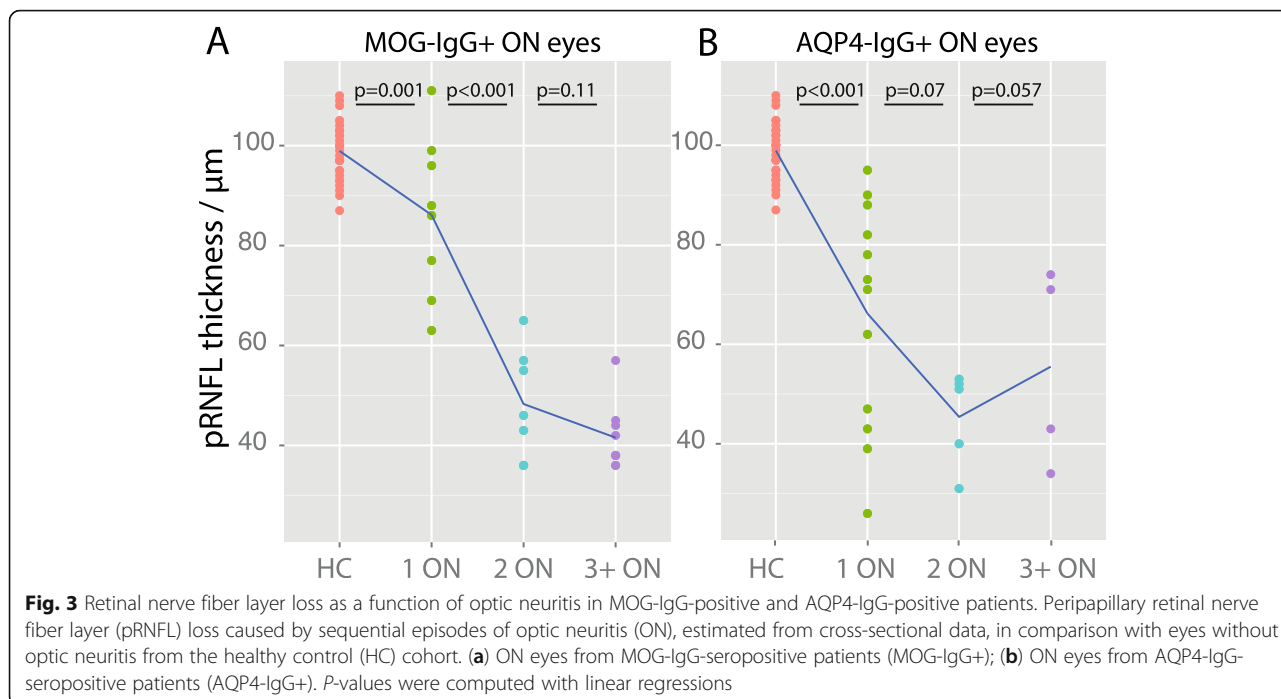 A MOG-IgG+ ON eyes
p=0.001 p<0.001 p=0.11
100
80
60
40
pRNFL thickness / µm
HC 1 ON 2 ON 3+ ON
B AQP4-IgG+ ON eyes
p<0.001 p=0.07 p=0.057
100
80
60
40
HC 1 ON 2 ON 3+ ON
Fig. 3 Retinal nerve fiber layer loss as a function of optic neuritis in MOG-IgG-positive and AQP4-IgG-positive patients. Peripapillary retinal nerve
fiber layer (pRNFL) loss caused by sequential episodes of optic neuritis (ON), estimated from cross-sectional data, in comparison with eyes without
optic neuritis from the healthy control (HC) cohort. (a) ON eyes from MOG-IgG-seropositive patients (MOG-IgG+); (b) ON eyes from AQP4-IgG-
seropositive patients (AQP4-IgG+). P-values were computed with linear regressions